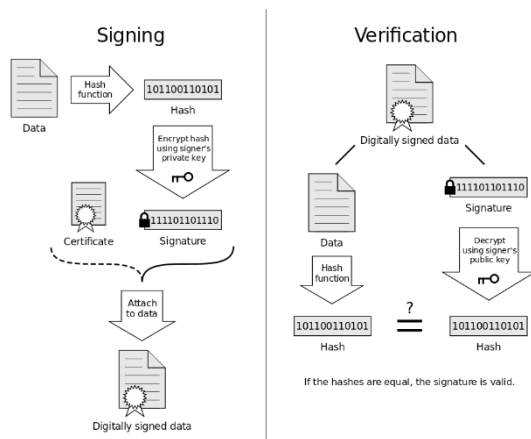 Signing
Data
Hash
function
101100110101
Hash
Encrypt hash
using signer's
private key
Certificate
111101101110
Signature
Attach
to data
Digitally signed data
Verification
Digitally signed data
Data
111101101110
Signature
Hash
function
Decrypt
using signer's
public key
101100110101
Hash
?
=
101100110101
Hash
If the hashes are equal, the signature is valid.